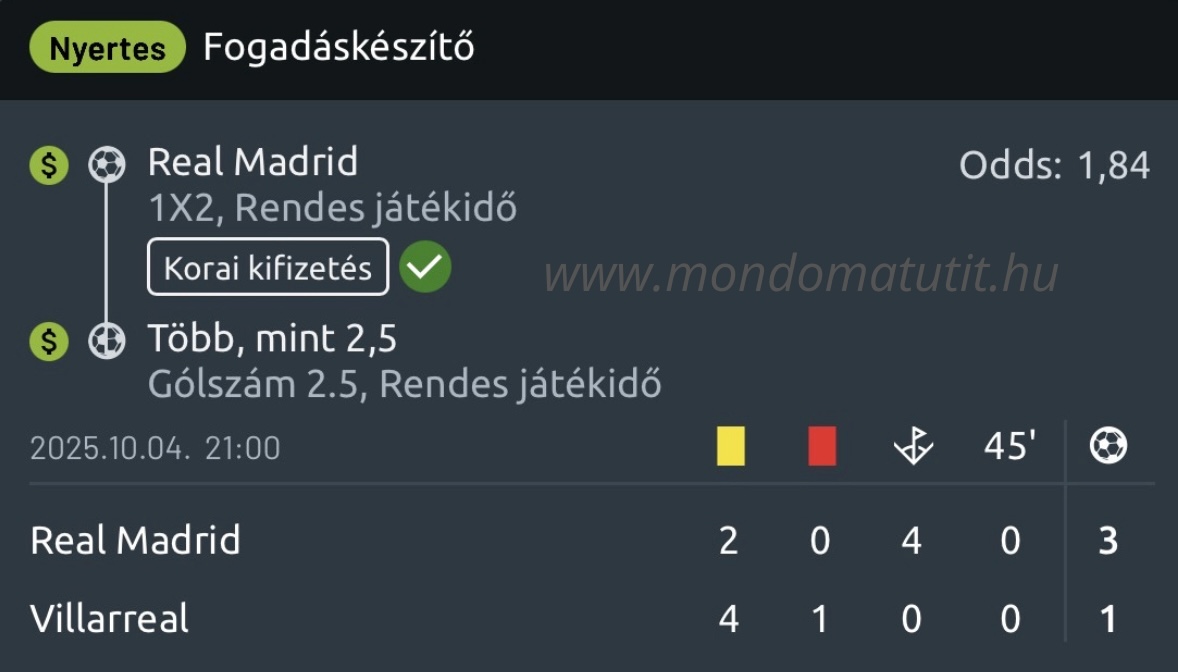 Nyertes Fogadáskészítő
$ Real Madrid Odds: 1,84
1X2, Rendes játékidő
Korai kifizetés
www.mondomatutit.hu
$ Több, mint 2,5
Gólszám 2.5, Rendes játékidő
2025.10.04. 21:00 45'
Real Madrid 2 0 4 0 3
Villarreal 4 1 0 0 1